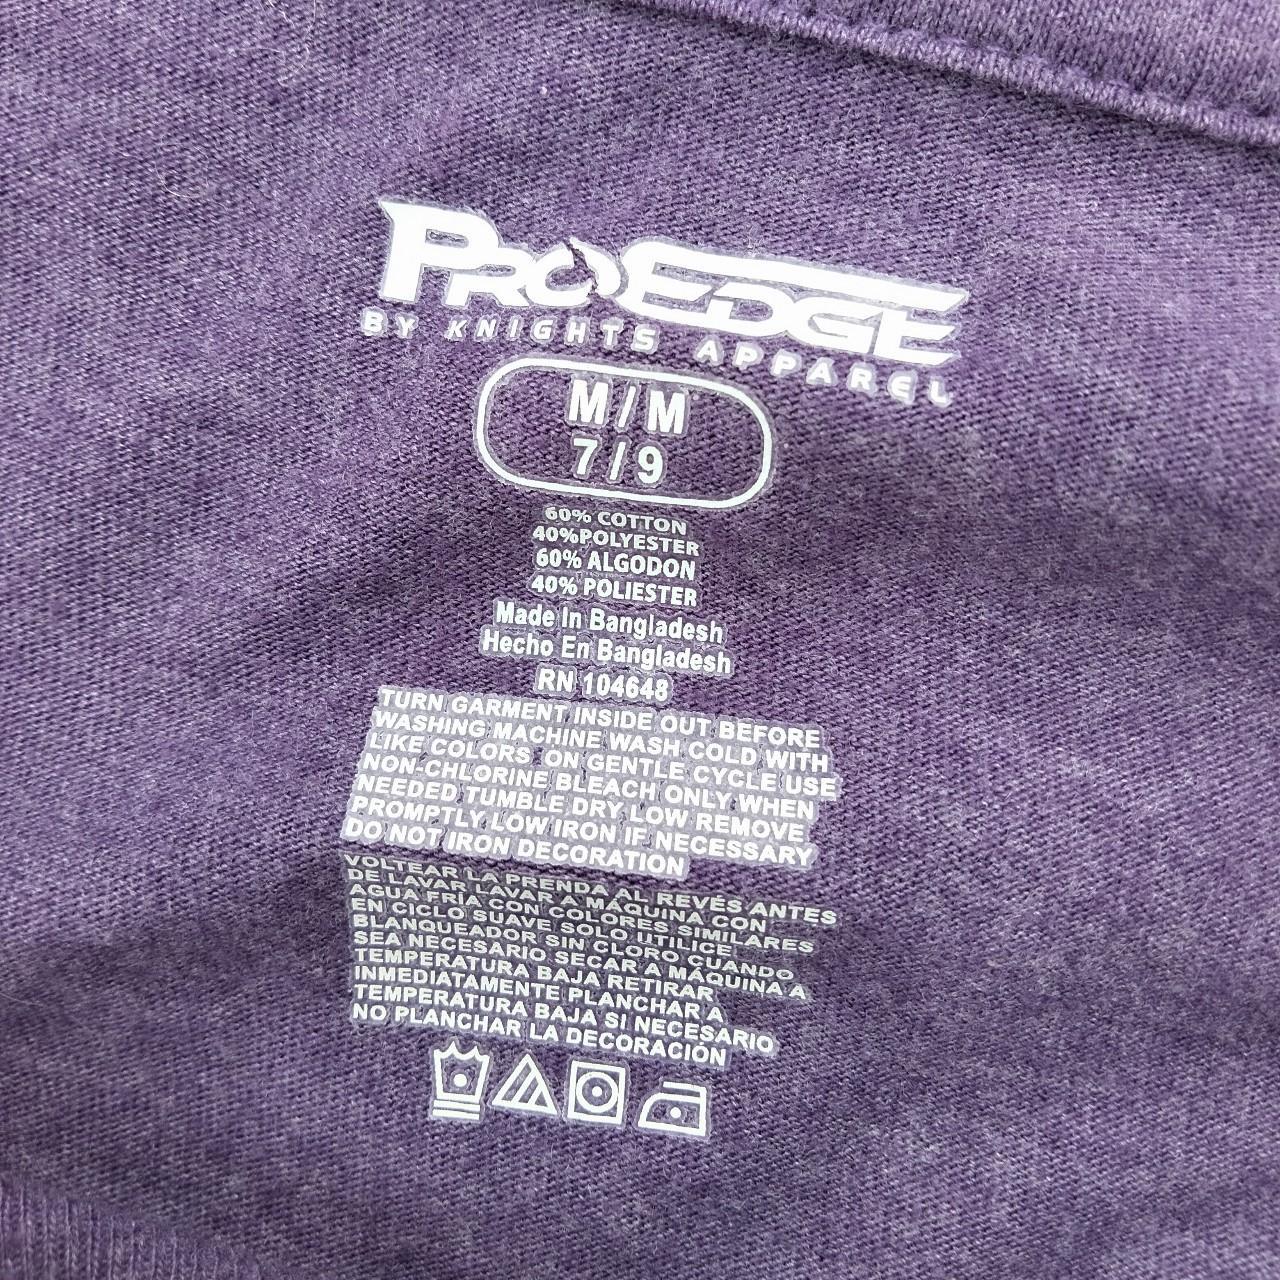 PROEDGE
BY KNIGHTS APPAREL
M/M
7/9
60% COTTON
40%POLYESTER
60% ALGODON
40% POLIESTER
Made In Bangladesh
Hecho En Bangladesh
RN 104648
TURN GARMENT INSIDE OUT BEFORE
WASHING MACHINE WASH COLD WITH
LIKE COLORS ON GENTLE CYCLE USE
NON-CHLORINE BLEACH ONLY WHEN
NEEDED TUMBLE DRY LOW REMOVE
PROMPTLY LOW IRON IF NECESSARY
DO NOT IRON DECORATION
VOLTEAR LA PRENDA AL REVÉS ANTES
DE LAVAR LAVAR A MÁQUINA CON
AGUA FRÍA CON COLORES SIMILARES
EN CICLO SUAVE SOLO UTILICE
BLANQUEADOR SIN CLORO CUANDO
SEA NECESARIO SECAR A MÁQUINA A
TEMPERATURA BAJA RETIRAR
INMEDIATAMENTE PLANCHAR A
TEMPERATURA BAJA SI NECESARIO
NO PLANCHAR LA DECORACIÓN